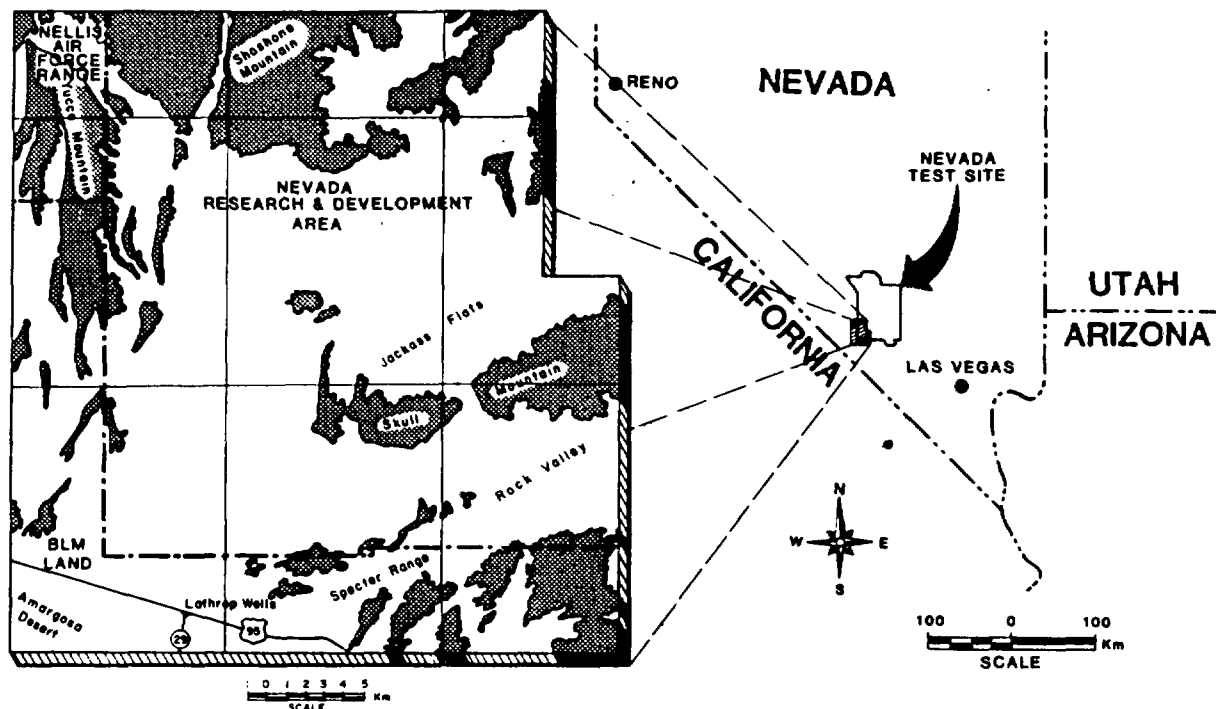 NELLIS
AIR
FORCE
RANGE
Yucca Mountain
Shoshone
Mountain
NEVADA
RESEARCH & DEVELOPMENT
AREA
Jackass Flats
Mountain
Skull
Rock Valley
BLM
LAND
Specter Range
Amargosa
Desert
Lathrop Wells
29
95
1 0 1 2 3 4 5
Km
SCALE
RENO
NEVADA
NEVADA
TEST SITE
CALIFORNIA
UTAH
ARIZONA
LAS VEGAS
N
W E
S
100 0 100
Km
SCALE